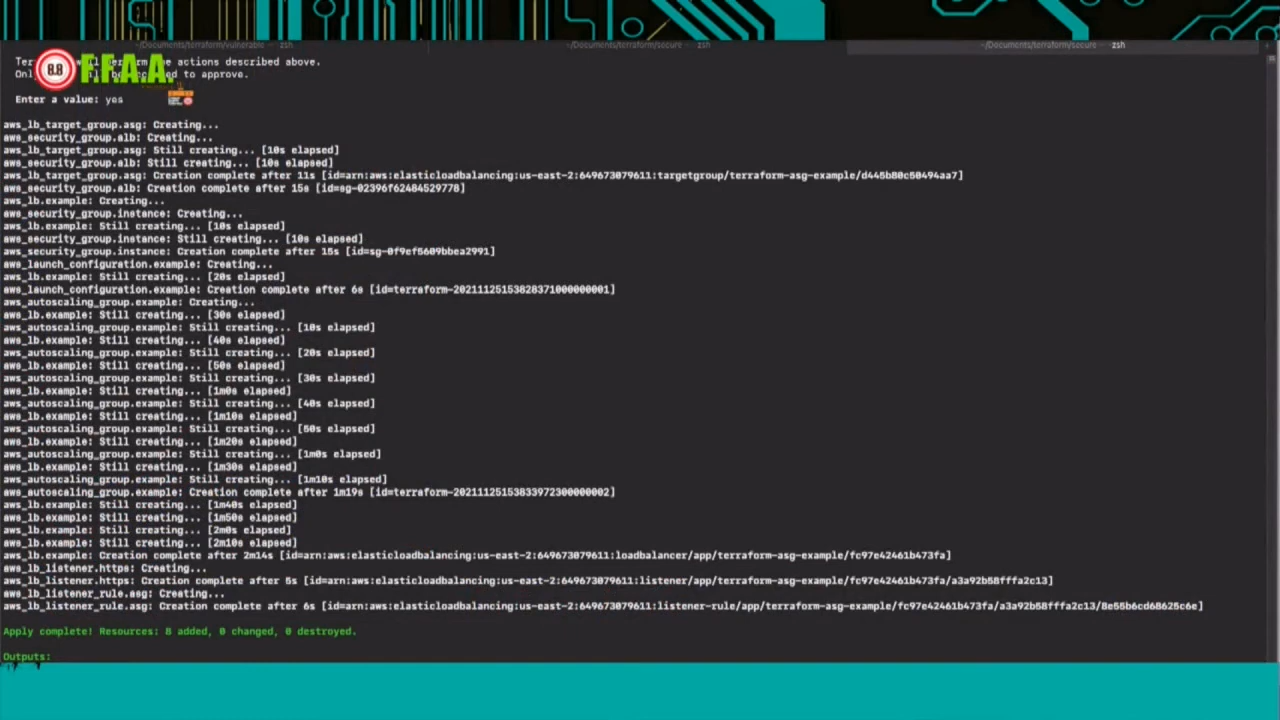 ~/Documents/terraform/vulnerable — zsh
~/Documents/terraform/secure — zsh
~/Documents/terraform/secure — -zsh
8.8
F.F.A.A.
actions described above.
to approve.
Enter a value: yes
aws_lb_target_group.asg: Creating...
aws_security_group.alb: Creating...
aws_lb_target_group.asg: Still creating... [10s elapsed]
aws_security_group.alb: Still creating... [10s elapsed]
aws_lb_target_group.asg: Creation complete after 11s [id=arn:aws:elasticloadbalancing:us-east-2:649673079611:targetgroup/terraform-asg-example/d445b80c50494aa7]
aws_security_group.alb: Creation complete after 15s [id=sg-02396f62484529778]
aws_lb.example: Creating...
aws_security_group.instance: Creating...
aws_lb.example: Still creating... [10s elapsed]
aws_security_group.instance: Still creating... [10s elapsed]
aws_security_group.instance: Creation complete after 15s [id=sg-0f9ef5609bbea2991]
aws_launch_configuration.example: Creating...
aws_lb.example: Still creating... [20s elapsed]
aws_launch_configuration.example: Creation complete after 6s [id=terraform-20211125153828371000000001]
aws_autoscaling_group.example: Creating...
aws_lb.example: Still creating... [30s elapsed]
aws_autoscaling_group.example: Still creating... [10s elapsed]
aws_lb.example: Still creating... [40s elapsed]
aws_autoscaling_group.example: Still creating... [20s elapsed]
aws_lb.example: Still creating... [50s elapsed]
aws_autoscaling_group.example: Still creating... [30s elapsed]
aws_lb.example: Still creating... [1m0s elapsed]
aws_autoscaling_group.example: Still creating... [40s elapsed]
aws_lb.example: Still creating... [1m10s elapsed]
aws_autoscaling_group.example: Still creating... [50s elapsed]
aws_lb.example: Still creating... [1m20s elapsed]
aws_autoscaling_group.example: Still creating... [1m0s elapsed]
aws_lb.example: Still creating... [1m30s elapsed]
aws_autoscaling_group.example: Still creating... [1m10s elapsed]
aws_autoscaling_group.example: Creation complete after 1m19s [id=terraform-20211125153833972300000002]
aws_lb.example: Still creating... [1m40s elapsed]
aws_lb.example: Still creating... [1m50s elapsed]
aws_lb.example: Still creating... [2m0s elapsed]
aws_lb.example: Still creating... [2m10s elapsed]
aws_lb.example: Creation complete after 2m14s [id=arn:aws:elasticloadbalancing:us-east-2:649673079611:loadbalancer/app/terraform-asg-example/fc97e42461b473fa]
aws_lb_listener.https: Creating...
aws_lb_listener.https: Creation complete after 5s [id=arn:aws:elasticloadbalancing:us-east-2:649673079611:listener/app/terraform-asg-example/fc97e42461b473fa/a3a92b58fffa2c13]
aws_lb_listener_rule.asg: Creating...
aws_lb_listener_rule.asg: Creation complete after 6s [id=arn:aws:elasticloadbalancing:us-east-2:649673079611:listener-rule/app/terraform-asg-example/fc97e42461b473fa/a3a92b58fffa2c13/8e55b6cd68625c6e]
Apply complete! Resources: 8 added, 0 changed, 0 destroyed.
Outputs: